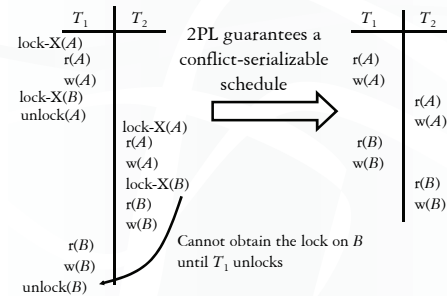 T1 T2
lock-X(A)
r(A)
w(A)
lock-X(B)
unlock(A)
lock-X(A)
r(A)
w(A)
lock-X(B)
r(B)
w(B)
r(B)
w(B)
unlock(B)
2PL guarantees a
conflict-serializable
schedule
Cannot obtain the lock on B
until T1 unlocks
T1 T2
r(A)
w(A)
r(A)
w(A)
r(B)
w(B)
r(B)
w(B)